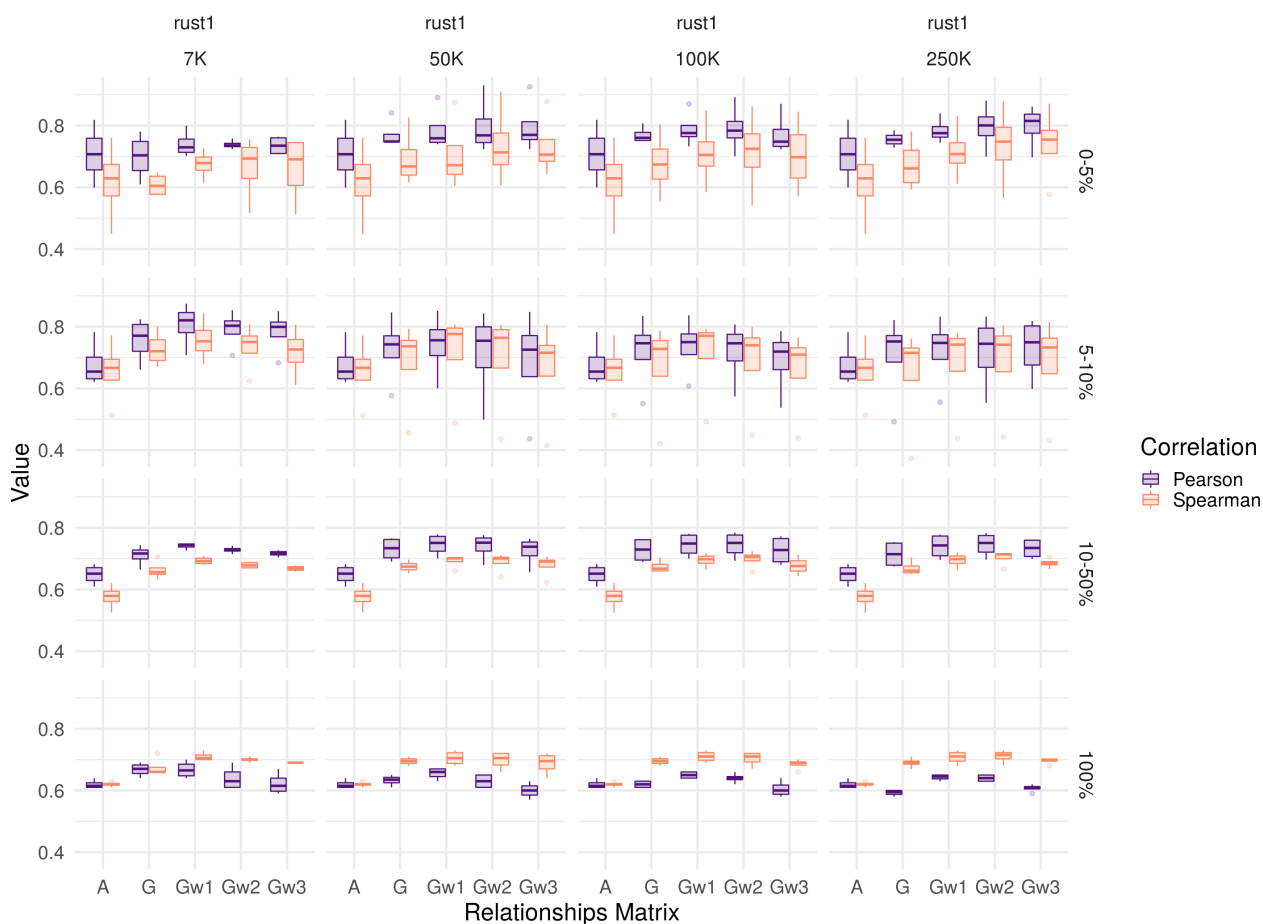 rust1 rust1 rust1 rust1
7K 50K 100K 250K
0.8
0.6
0.4
0-5%
0.8
0.6
0.4
5-10%
0.8
0.6
0.4
10-50%
0.8
0.6
0.4
100%
Value
A G Gw1 Gw2 Gw3 A G Gw1 Gw2 Gw3 A G Gw1 Gw2 Gw3 A G Gw1 Gw2 Gw3
Relationships Matrix
Correlation
Pearson
Spearman